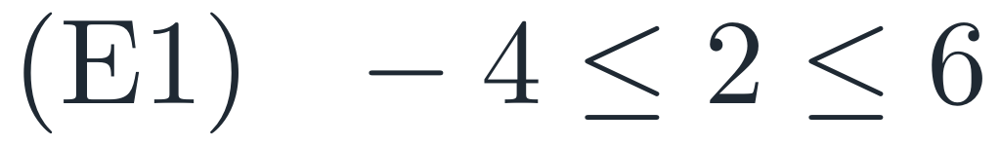 (E1) − 4 ≤ 2 ≤ 6